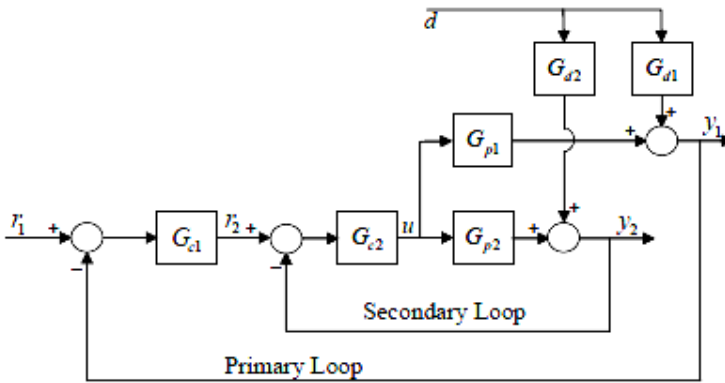 d
G_{d2}
G_{d1}
+
+
y_1
G_{p1}
r_1
+
−
G_{c1}
r_2
+
−
G_{c2}
u
G_{p2}
+
+
y_2
Secondary Loop
Primary Loop